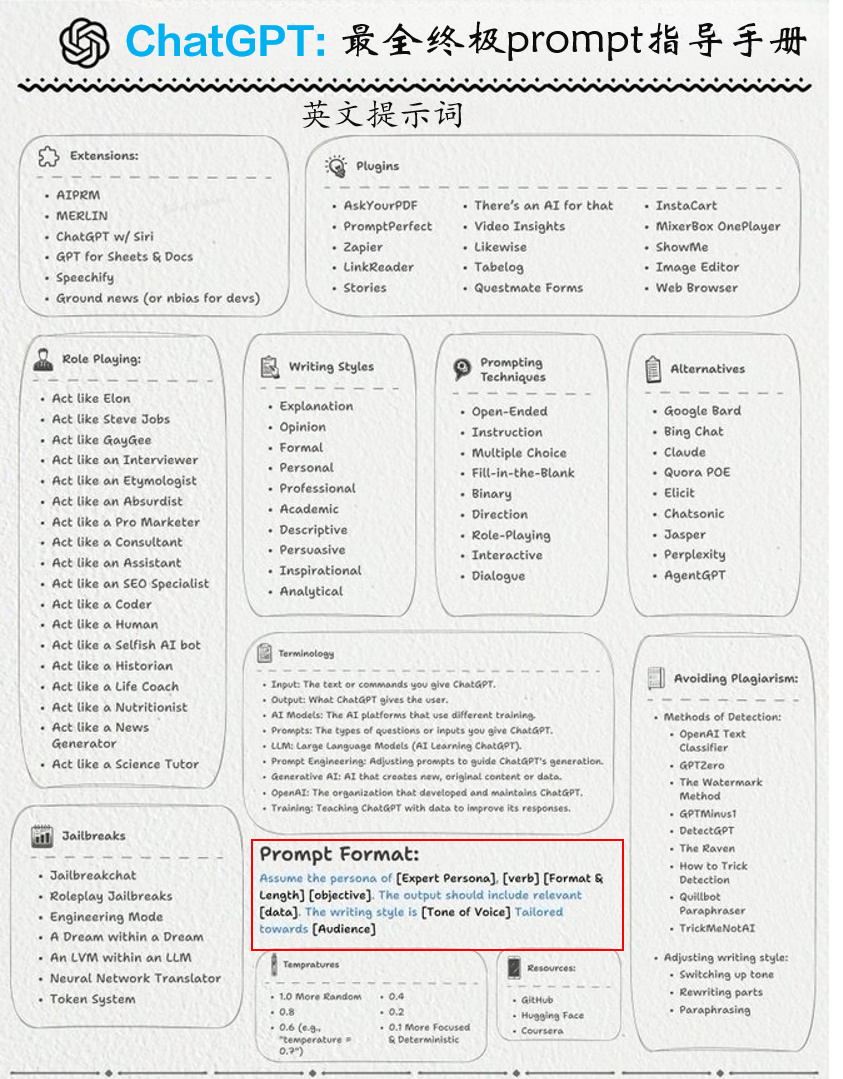 ChatGPT: 最全终极prompt指导手册
英文提示词
Extensions:
• AIPRM
• MERLIN
• ChatGPT w/ Siri
• GPT for Sheets & Docs
• Speechify
• Ground news (or nbias for devs)
Plugins
• AskYourPDF
• PromptPerfect
• Zapier
• LinkReader
• Stories
• There's an AI for that
• Video Insights
• Likewise
• Tabelog
• Questmate Forms
• InstaCart
• MixerBox OnePlayer
• ShowMe
• Image Editor
• Web Browser
Role Playing:
• Act like Elon
• Act like Steve Jobs
• Act like GayGee
• Act like an Interviewer
• Act like an Etymologist
• Act like an Absurdist
• Act like a Pro Marketer
• Act like a Consultant
• Act like an Assistant
• Act like an SEO Specialist
• Act like a Coder
• Act like a Human
• Act like a Selfish AI bot
• Act like a Historian
• Act like a Life Coach
• Act like a Nutritionist
• Act like a News
Generator
• Act like a Science Tutor
Writing Styles
• Explanation
• Opinion
• Formal
• Personal
• Professional
• Academic
• Descriptive
• Persuasive
• Inspirational
• Analytical
Prompting
Techniques
• Open-Ended
• Instruction
• Multiple Choice
• Fill-in-the-Blank
• Binary
• Direction
• Role-Playing
• Interactive
• Dialogue
Alternatives
• Google Bard
• Bing Chat
• Claude
• Quora POE
• Elicit
• Chatsonic
• Jasper
• Perplexity
• AgentGPT
Terminology
• Input: The text or commands you give ChatGPT.
• Output: What ChatGPT gives the user.
• AI Models: The AI platforms that use different training.
• Prompts: The types of questions or inputs you give ChatGPT.
• LLM: Large Language Models (AI Learning ChatGPT).
• Prompt Engineering: Adjusting prompts to guide ChatGPT's generation.
• Generative AI: AI that creates new, original content or data.
• OpenAI: The organization that developed and maintains ChatGPT.
• Training: Teaching ChatGPT with data to improve its responses.
Avoiding Plagiarism:
• Methods of Detection:
• OpenAI Text
Classifier
• GPTZero
• The Watermark
Method
• GPTMinus1
• DetectGPT
• The Raven
• How to Trick
Detection
• Quillbot
Paraphraser
• TrickMeNotAI
• Adjusting writing style:
• Switching up tone
• Rewriting parts
• Paraphrasing
Jailbreaks
• Jailbreakchat
• Roleplay Jailbreaks
• Engineering Mode
• A Dream within a Dream
• An LVM within an LLM
• Neural Network Translator
• Token System
Prompt Format:
Assume the persona of [Expert Persona], [verb] [Format &
Length] [objective]. The output should include relevant
[data]. The writing style is [Tone of Voice] Tailored
towards [Audience]
Tempratures
• 1.0 More Random
• 0.8
• 0.6 (e.g.,
"temperature =
0.7")
• 0.4
• 0.2
• 0.1 More Focused
& Deterministic
Resources:
• GitHub
• Hugging Face
• Coursera